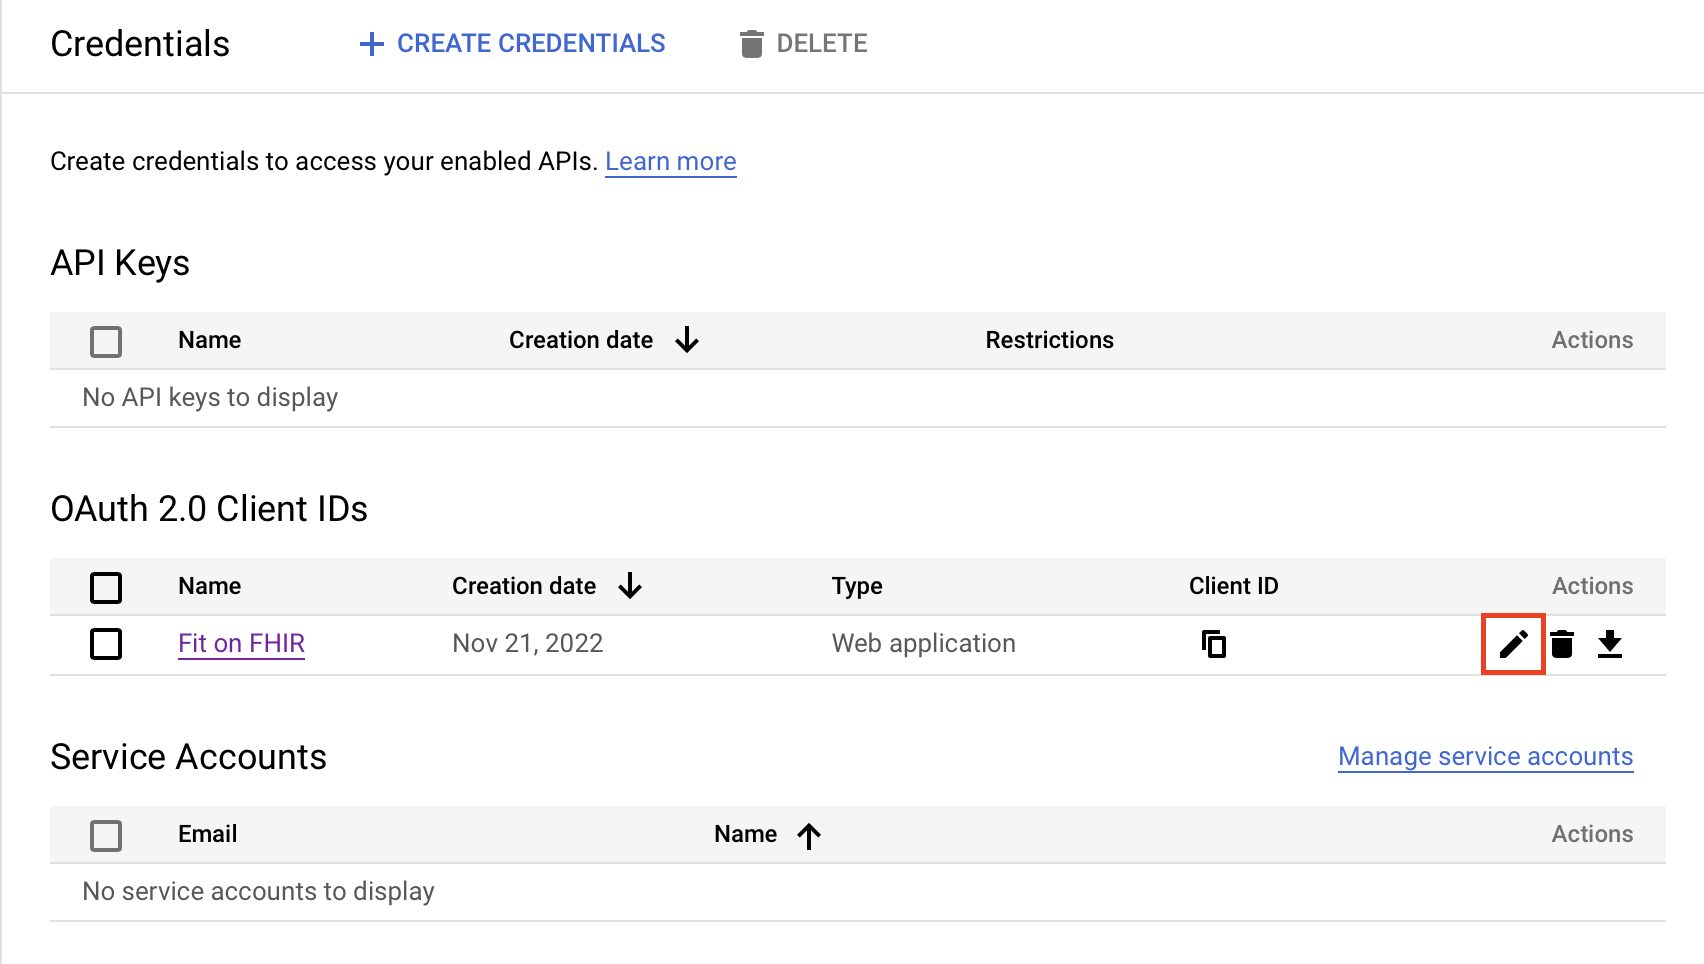 Credentials CREATE CREDENTIALS DELETE
Create credentials to access your enabled APIs. Learn more
API Keys
Name Creation date Restrictions Actions
No API keys to display
OAuth 2.0 Client IDs
Name Creation date Type Client ID Actions
Fit on FHIR Nov 21, 2022 Web application
Service Accounts Manage service accounts
Email Name Actions
No service accounts to display